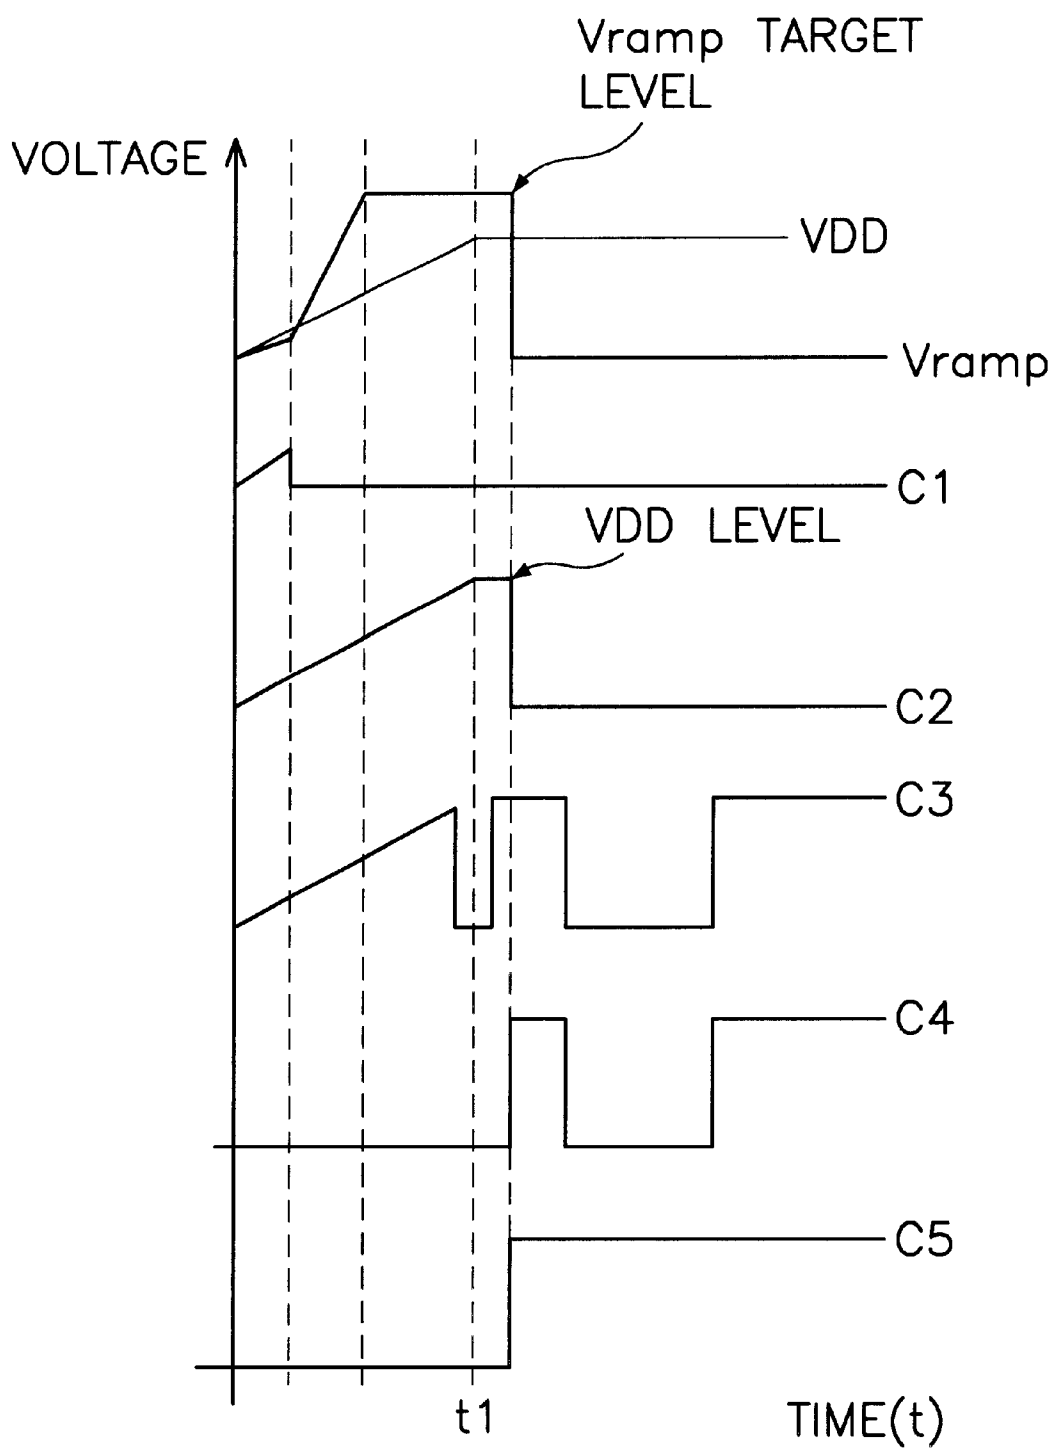 Vramp TARGET
LEVEL
VOLTAGE
VDD
Vramp
C1
VDD LEVEL
C2
C3
C4
C5
t1
TIME(t)